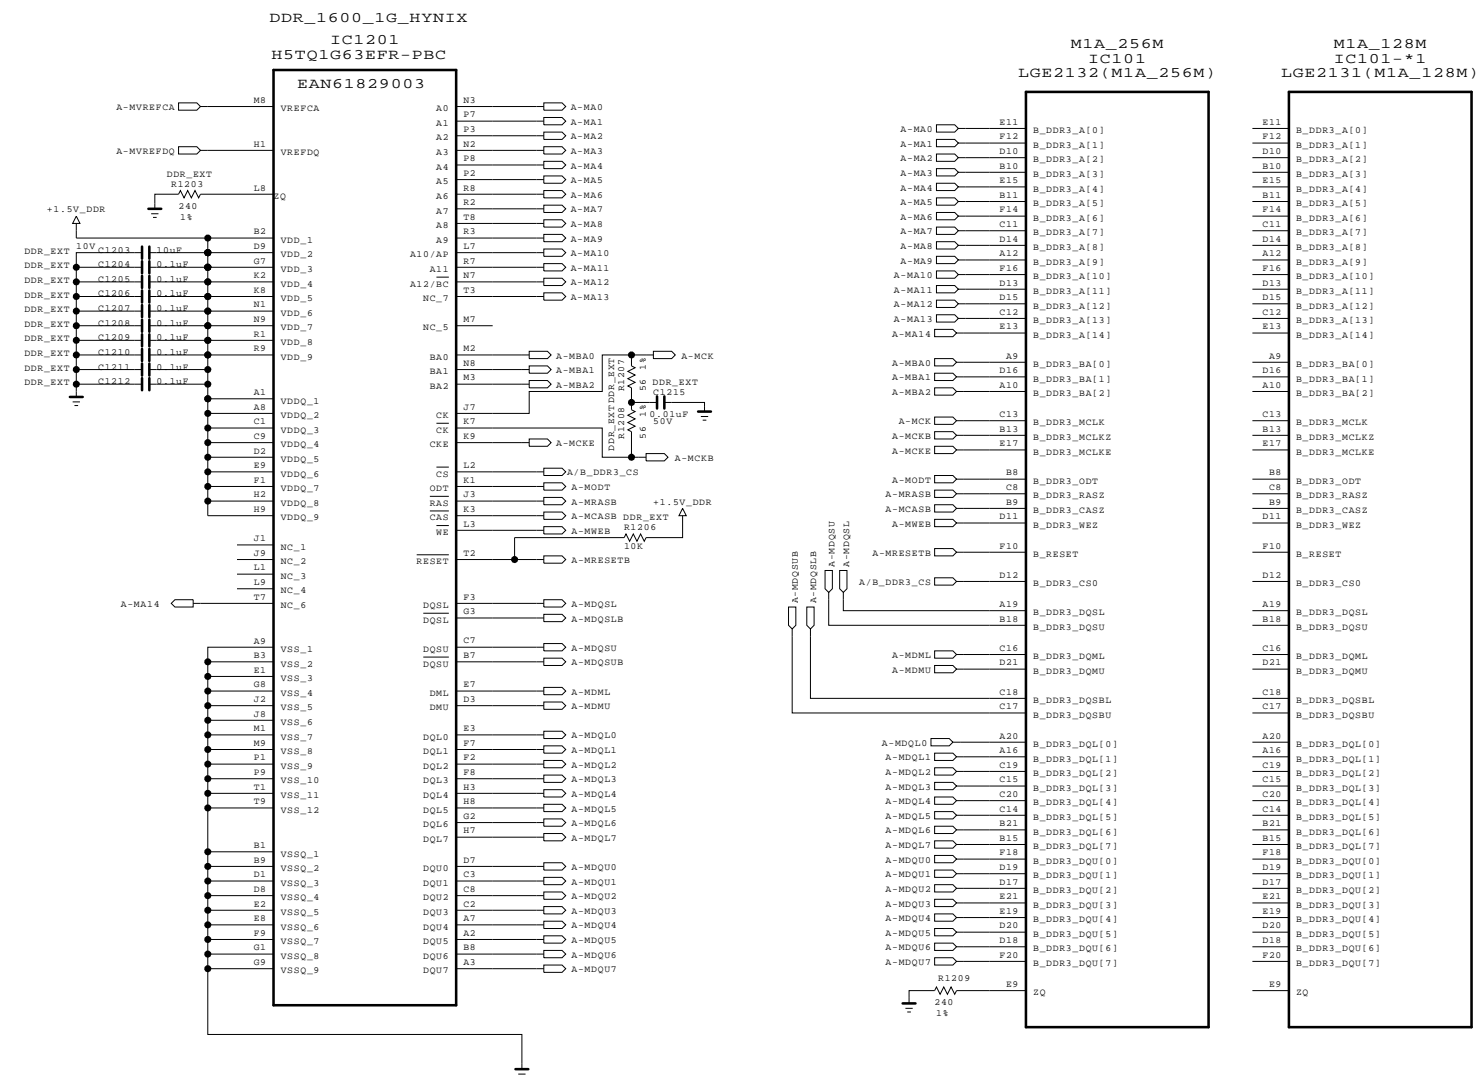 DDR_1600_1G_HYNIX
IC1201
H5TQ1G63EFR-PBC
EAN61829003
A-MVREFCA M8 VREFCA
A-MVREFDQ H1 VREFDQ
DDR_EXT
R1203
240
1%
L8 ZQ
+1.5V_DDR
B2 VDD_1
10V
DDR_EXT C1203 10uF D9 VDD_2
DDR_EXT C1204 0.1uF G7 VDD_3
DDR_EXT C1205 0.1uF K2 VDD_4
DDR_EXT C1206 0.1uF K8 VDD_5
DDR_EXT C1207 0.1uF N1 VDD_6
DDR_EXT C1208 0.1uF N9 VDD_7
DDR_EXT C1209 0.1uF R1 VDD_8
DDR_EXT C1210 0.1uF R9 VDD_9
DDR_EXT C1211 0.1uF
DDR_EXT C1212 0.1uF
A1 VDDQ_1
A8 VDDQ_2
C1 VDDQ_3
C9 VDDQ_4
D2 VDDQ_5
E9 VDDQ_6
F1 VDDQ_7
H2 VDDQ_8
H9 VDDQ_9
J1 NC_1
J9 NC_2
L1 NC_3
L9 NC_4
A-MA14 T7 NC_6
A9 VSS_1
B3 VSS_2
E1 VSS_3
G8 VSS_4
J2 VSS_5
J8 VSS_6
M1 VSS_7
M9 VSS_8
P1 VSS_9
P9 VSS_10
T1 VSS_11
T9 VSS_12
B1 VSSQ_1
B9 VSSQ_2
D1 VSSQ_3
D8 VSSQ_4
E2 VSSQ_5
E8 VSSQ_6
F9 VSSQ_7
G1 VSSQ_8
G9 VSSQ_9
A0 N3 A-MA0
A1 P7 A-MA1
A2 P3 A-MA2
A3 N2 A-MA3
A4 P8 A-MA4
A5 P2 A-MA5
A6 R8 A-MA6
A7 R2 A-MA7
A8 T8 A-MA8
A9 R3 A-MA9
A10/AP L7 A-MA10
A11 R7 A-MA11
A12/BC N7 A-MA12
NC_7 T3 A-MA13
NC_5 M7
BA0 M2 A-MBA0
BA1 N8 A-MBA1
BA2 M3 A-MBA2
CK J7
CK K7
CKE K9 A-MCKE
A-MCK
DDR_EXT
R1207
56 1%
DDR_EXT
C1215
0.01uF
50V
DDR_EXT
R1208
56 1%
A-MCKB
CS L2 A/B_DDR3_CS
ODT K1 A-MODT
RAS J3 A-MRASB
CAS K3 A-MCASB
WE L3 A-MWEB
+1.5V_DDR
DDR_EXT
R1206
10K
RESET T2 A-MRESETB
DQSL F3 A-MDQSL
DQSL G3 A-MDQSLB
DQSU C7 A-MDQSU
DQSU B7 A-MDQSUB
DML E7 A-MDML
DMU D3 A-MDMU
DQL0 E3 A-MDQL0
DQL1 F7 A-MDQL1
DQL2 F2 A-MDQL2
DQL3 F8 A-MDQL3
DQL4 H3 A-MDQL4
DQL5 H8 A-MDQL5
DQL6 G2 A-MDQL6
DQL7 H7 A-MDQL7
DQU0 D7 A-MDQU0
DQU1 C3 A-MDQU1
DQU2 C8 A-MDQU2
DQU3 C2 A-MDQU3
DQU4 A7 A-MDQU4
DQU5 A2 A-MDQU5
DQU6 B8 A-MDQU6
DQU7 A3 A-MDQU7
M1A_256M
IC101
LGE2132(M1A_256M)
A-MA0 E11 B_DDR3_A[0]
A-MA1 F12 B_DDR3_A[1]
A-MA2 D10 B_DDR3_A[2]
A-MA3 B10 B_DDR3_A[3]
A-MA4 E15 B_DDR3_A[4]
A-MA5 B11 B_DDR3_A[5]
A-MA6 F14 B_DDR3_A[6]
A-MA7 C11 B_DDR3_A[7]
A-MA8 D14 B_DDR3_A[8]
A-MA9 A12 B_DDR3_A[9]
A-MA10 F16 B_DDR3_A[10]
A-MA11 D13 B_DDR3_A[11]
A-MA12 D15 B_DDR3_A[12]
A-MA13 C12 B_DDR3_A[13]
A-MA14 E13 B_DDR3_A[14]
A-MBA0 A9 B_DDR3_BA[0]
A-MBA1 D16 B_DDR3_BA[1]
A-MBA2 A10 B_DDR3_BA[2]
A-MCK C13 B_DDR3_MCLK
A-MCKB B13 B_DDR3_MCLKZ
A-MCKE E17 B_DDR3_MCLKE
A-MODT B8 B_DDR3_ODT
A-MRASB C8 B_DDR3_RASZ
A-MCASB B9 B_DDR3_CASZ
A-MWEB D11 B_DDR3_WEZ
A-MRESETB F10 B_RESET
A/B_DDR3_CS D12 B_DDR3_CS0
A-MDQSUB
A-MDQSLB
A-MDQSU
A-MDQSL
A19 B_DDR3_DQSL
B18 B_DDR3_DQSU
A-MDML C16 B_DDR3_DQML
A-MDMU D21 B_DDR3_DQMU
C18 B_DDR3_DQSBL
C17 B_DDR3_DQSBU
A-MDQL0 A20 B_DDR3_DQL[0]
A-MDQL1 A16 B_DDR3_DQL[1]
A-MDQL2 C19 B_DDR3_DQL[2]
A-MDQL3 C15 B_DDR3_DQL[3]
A-MDQL4 C20 B_DDR3_DQL[4]
A-MDQL5 C14 B_DDR3_DQL[5]
A-MDQL6 B21 B_DDR3_DQL[6]
A-MDQL7 B15 B_DDR3_DQL[7]
A-MDQU0 F18 B_DDR3_DQU[0]
A-MDQU1 D19 B_DDR3_DQU[1]
A-MDQU2 D17 B_DDR3_DQU[2]
A-MDQU3 E21 B_DDR3_DQU[3]
A-MDQU4 E19 B_DDR3_DQU[4]
A-MDQU5 D20 B_DDR3_DQU[5]
A-MDQU6 D18 B_DDR3_DQU[6]
A-MDQU7 F20 B_DDR3_DQU[7]
R1209
240
1%
E9 ZQ
M1A_128M
IC101-*1
LGE2131(M1A_128M)
E11 B_DDR3_A[0]
F12 B_DDR3_A[1]
D10 B_DDR3_A[2]
B10 B_DDR3_A[3]
E15 B_DDR3_A[4]
B11 B_DDR3_A[5]
F14 B_DDR3_A[6]
C11 B_DDR3_A[7]
D14 B_DDR3_A[8]
A12 B_DDR3_A[9]
F16 B_DDR3_A[10]
D13 B_DDR3_A[11]
D15 B_DDR3_A[12]
C12 B_DDR3_A[13]
E13 B_DDR3_A[14]
A9 B_DDR3_BA[0]
D16 B_DDR3_BA[1]
A10 B_DDR3_BA[2]
C13 B_DDR3_MCLK
B13 B_DDR3_MCLKZ
E17 B_DDR3_MCLKE
B8 B_DDR3_ODT
C8 B_DDR3_RASZ
B9 B_DDR3_CASZ
D11 B_DDR3_WEZ
F10 B_RESET
D12 B_DDR3_CS0
A19 B_DDR3_DQSL
B18 B_DDR3_DQSU
C16 B_DDR3_DQML
D21 B_DDR3_DQMU
C18 B_DDR3_DQSBL
C17 B_DDR3_DQSBU
A20 B_DDR3_DQL[0]
A16 B_DDR3_DQL[1]
C19 B_DDR3_DQL[2]
C15 B_DDR3_DQL[3]
C20 B_DDR3_DQL[4]
C14 B_DDR3_DQL[5]
B21 B_DDR3_DQL[6]
B15 B_DDR3_DQL[7]
F18 B_DDR3_DQU[0]
D19 B_DDR3_DQU[1]
D17 B_DDR3_DQU[2]
E21 B_DDR3_DQU[3]
E19 B_DDR3_DQU[4]
D20 B_DDR3_DQU[5]
D18 B_DDR3_DQU[6]
F20 B_DDR3_DQU[7]
E9 ZQ